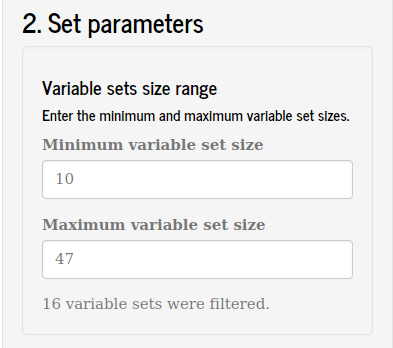 2. Set parameters
Variable sets size range
Enter the minimum and maximum variable set sizes.
Minimum variable set size
10
Maximum variable set size
47
16 variable sets were filtered.